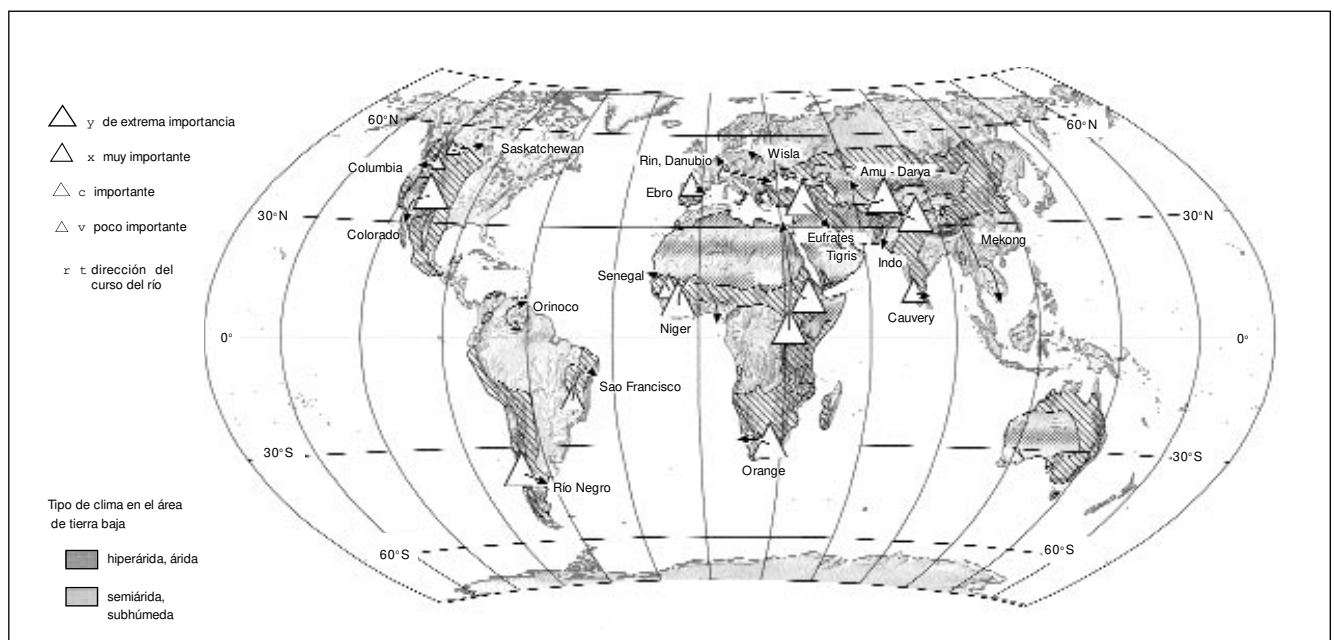 y de extrema importancia
x muy importante
c importante
v poco importante
r t dirección del
curso del río
60°N
60°N
Saskatchewan
Columbia
Rin, Danubio
Wisla
Amu - Darya
Ebro
30°N
30°N
Colorado
Eufrates
Tigris
Indo
Mekong
Senegal
Orinoco
Niger
Cauvery
0°
0°
Sao Francisco
30°S
30°S
Orange
Río Negro
60°S
60°S
Tipo de clima en el área
de tierra baja
hiperárida, árida
semiárida,
subhúmeda